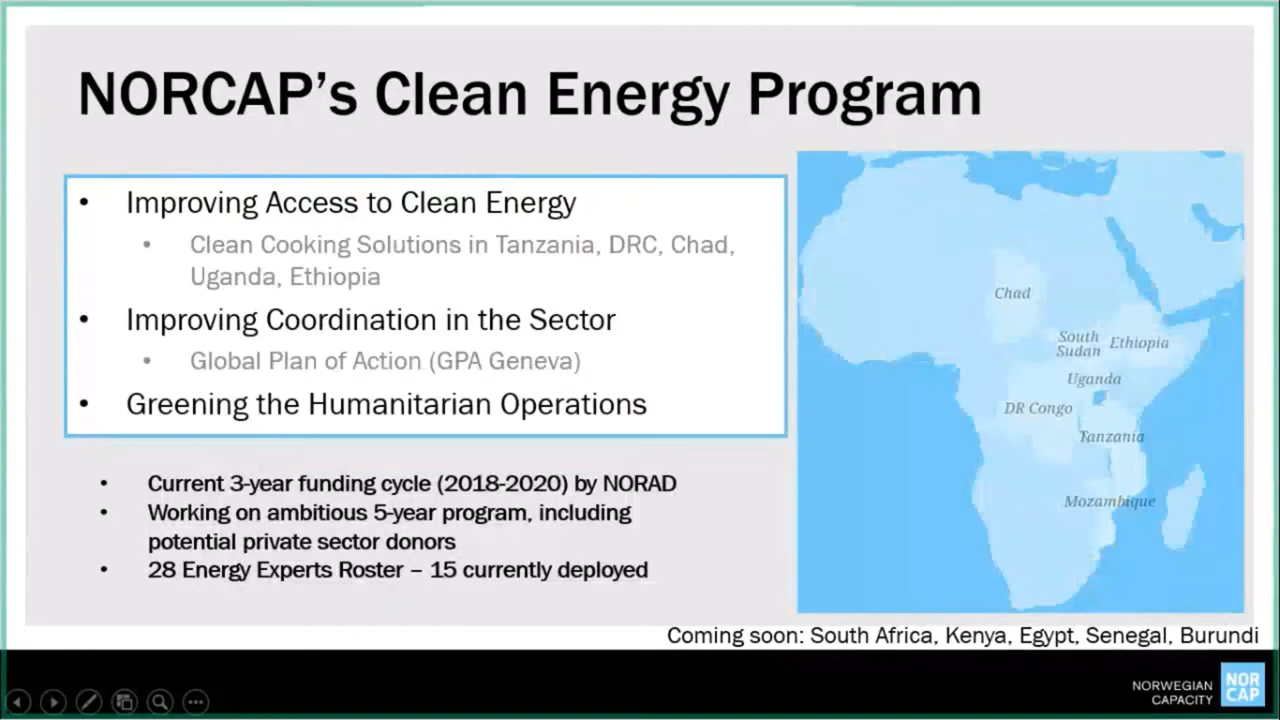 NORCAP’s Clean Energy Program
• Improving Access to Clean Energy
• Clean Cooking Solutions in Tanzania, DRC, Chad,
Uganda, Ethiopia
• Improving Coordination in the Sector
• Global Plan of Action (GPA Geneva)
• Greening the Humanitarian Operations
• Current 3-year funding cycle (2018-2020) by NORAD
• Working on ambitious 5-year program, including
potential private sector donors
• 28 Energy Experts Roster – 15 currently deployed
Chad
South
Sudan
Ethiopia
Uganda
DR Congo
Tanzania
Mozambique
Coming soon: South Africa, Kenya, Egypt, Senegal, Burundi
NORWEGIAN
CAPACITY
NOR
CAP